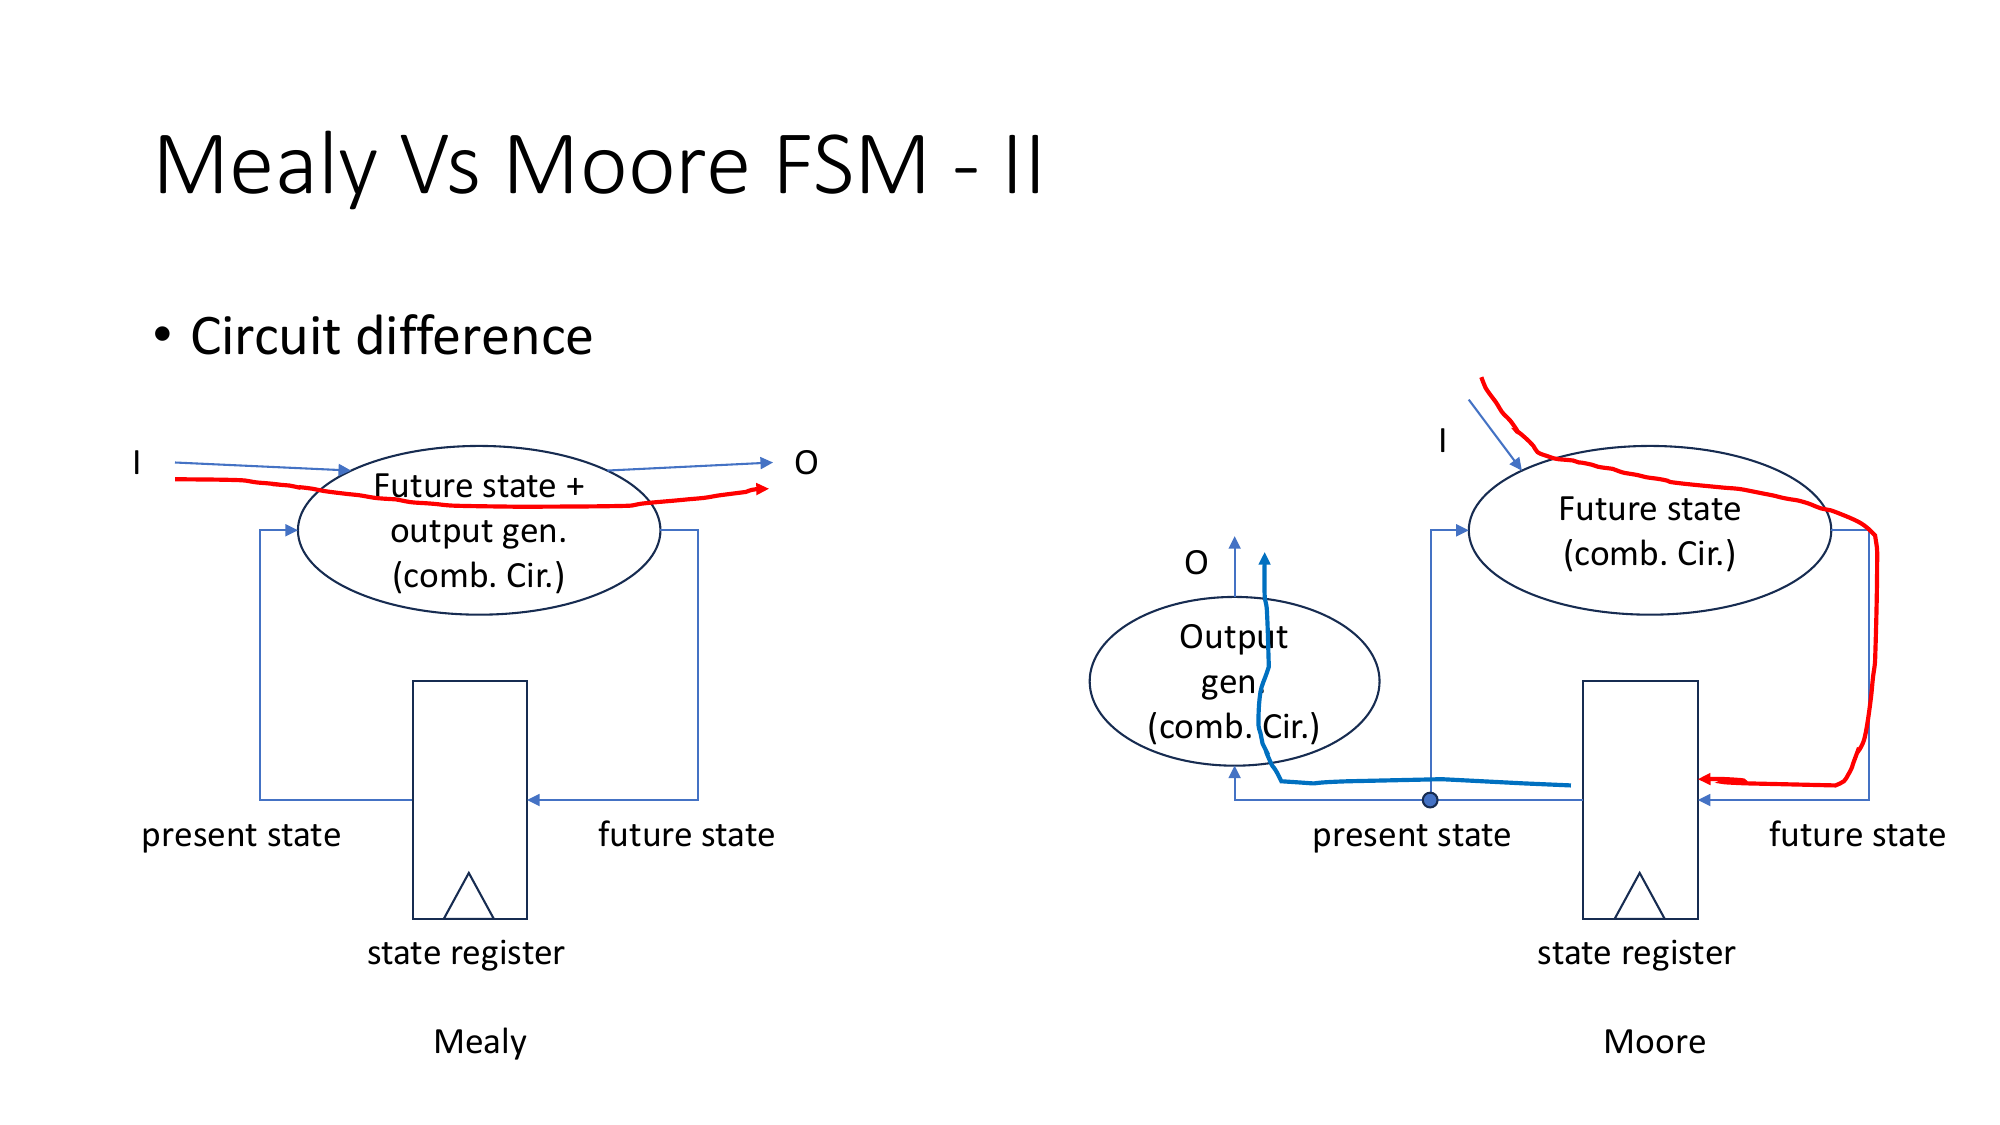 Mealy Vs Moore FSM - II
• Circuit difference
I
Future state +
output gen.
(comb. Cir.)
O
present state
future state
state register
Mealy
I
Future state
(comb. Cir.)
O
Output
gen.
(comb. Cir.)
present state
future state
state register
Moore